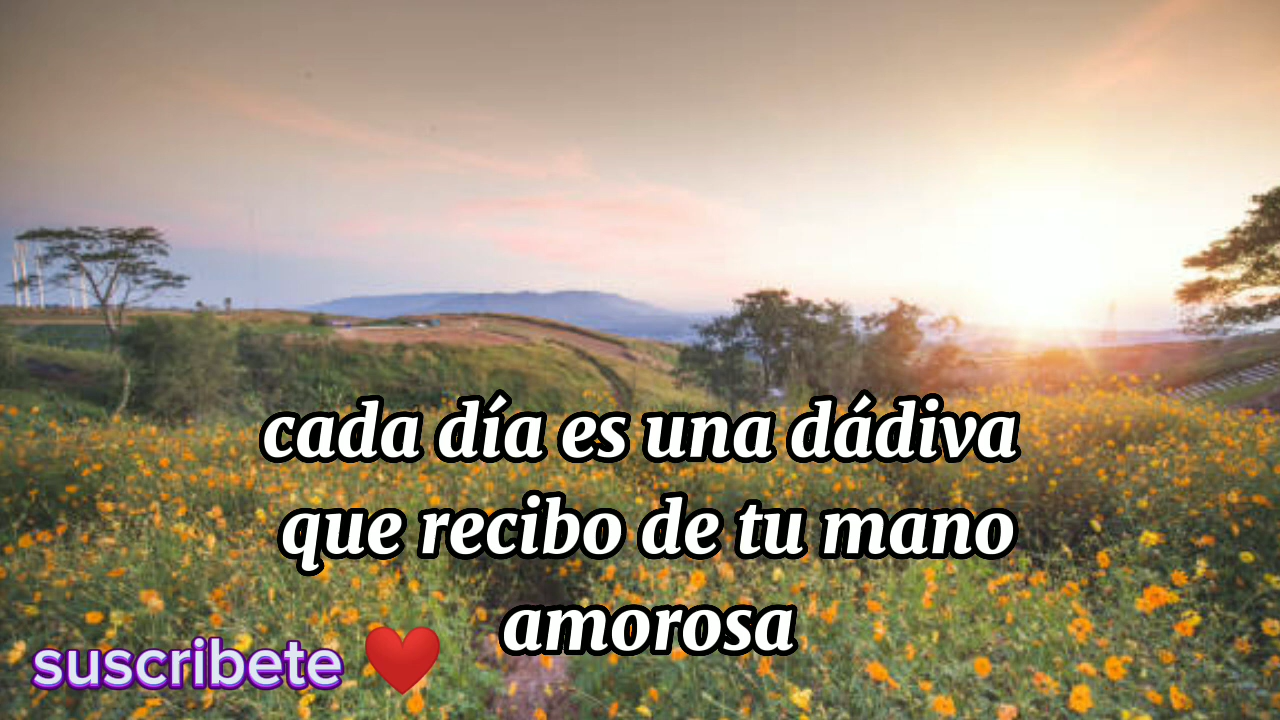 cada día es una dádiva
que recibo de tu mano
amorosa
suscribete ❤️